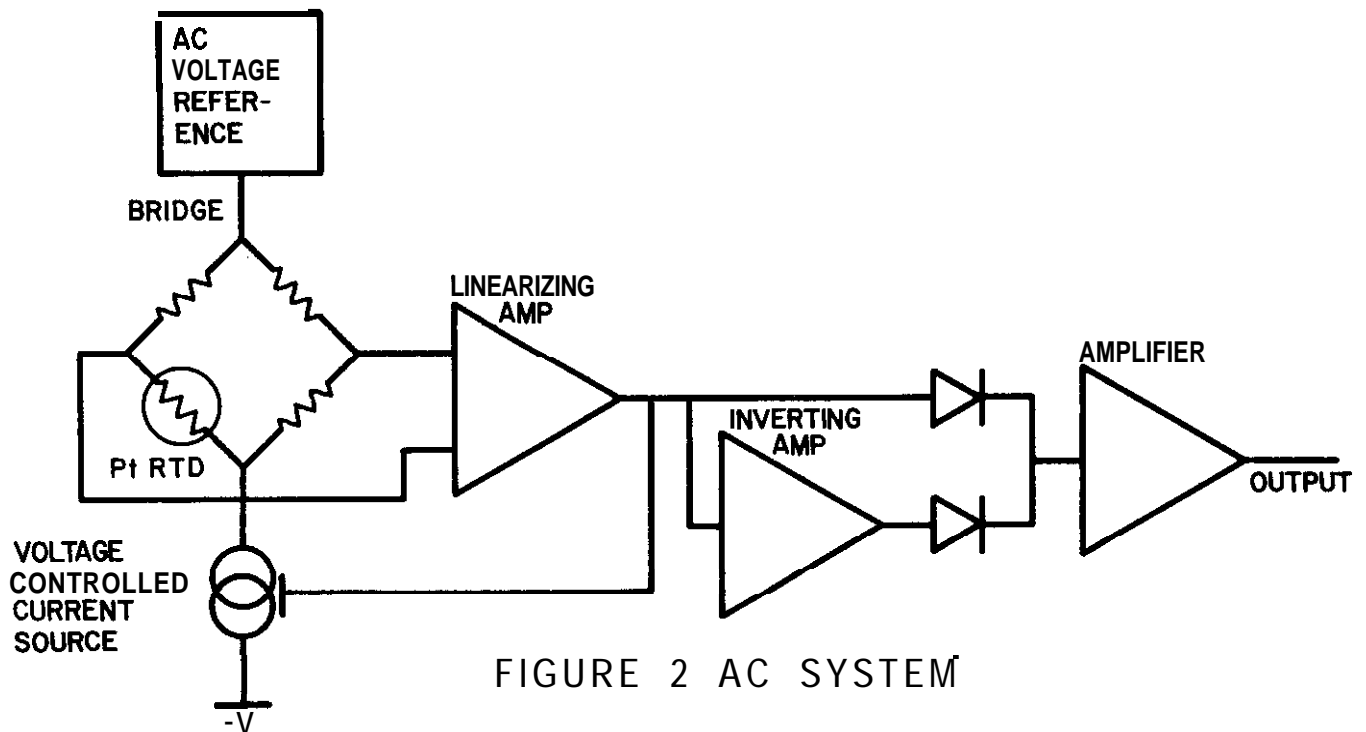 AC
VOLTAGE
REFER-
ENCE
BRIDGE
LINEARIZING
AMP
Pt RTD
INVERTING
AMP
AMPLIFIER
OUTPUT
VOLTAGE
CONTROLLED
CURRENT
SOURCE
-V
FIGURE 2 AC SYSTEM